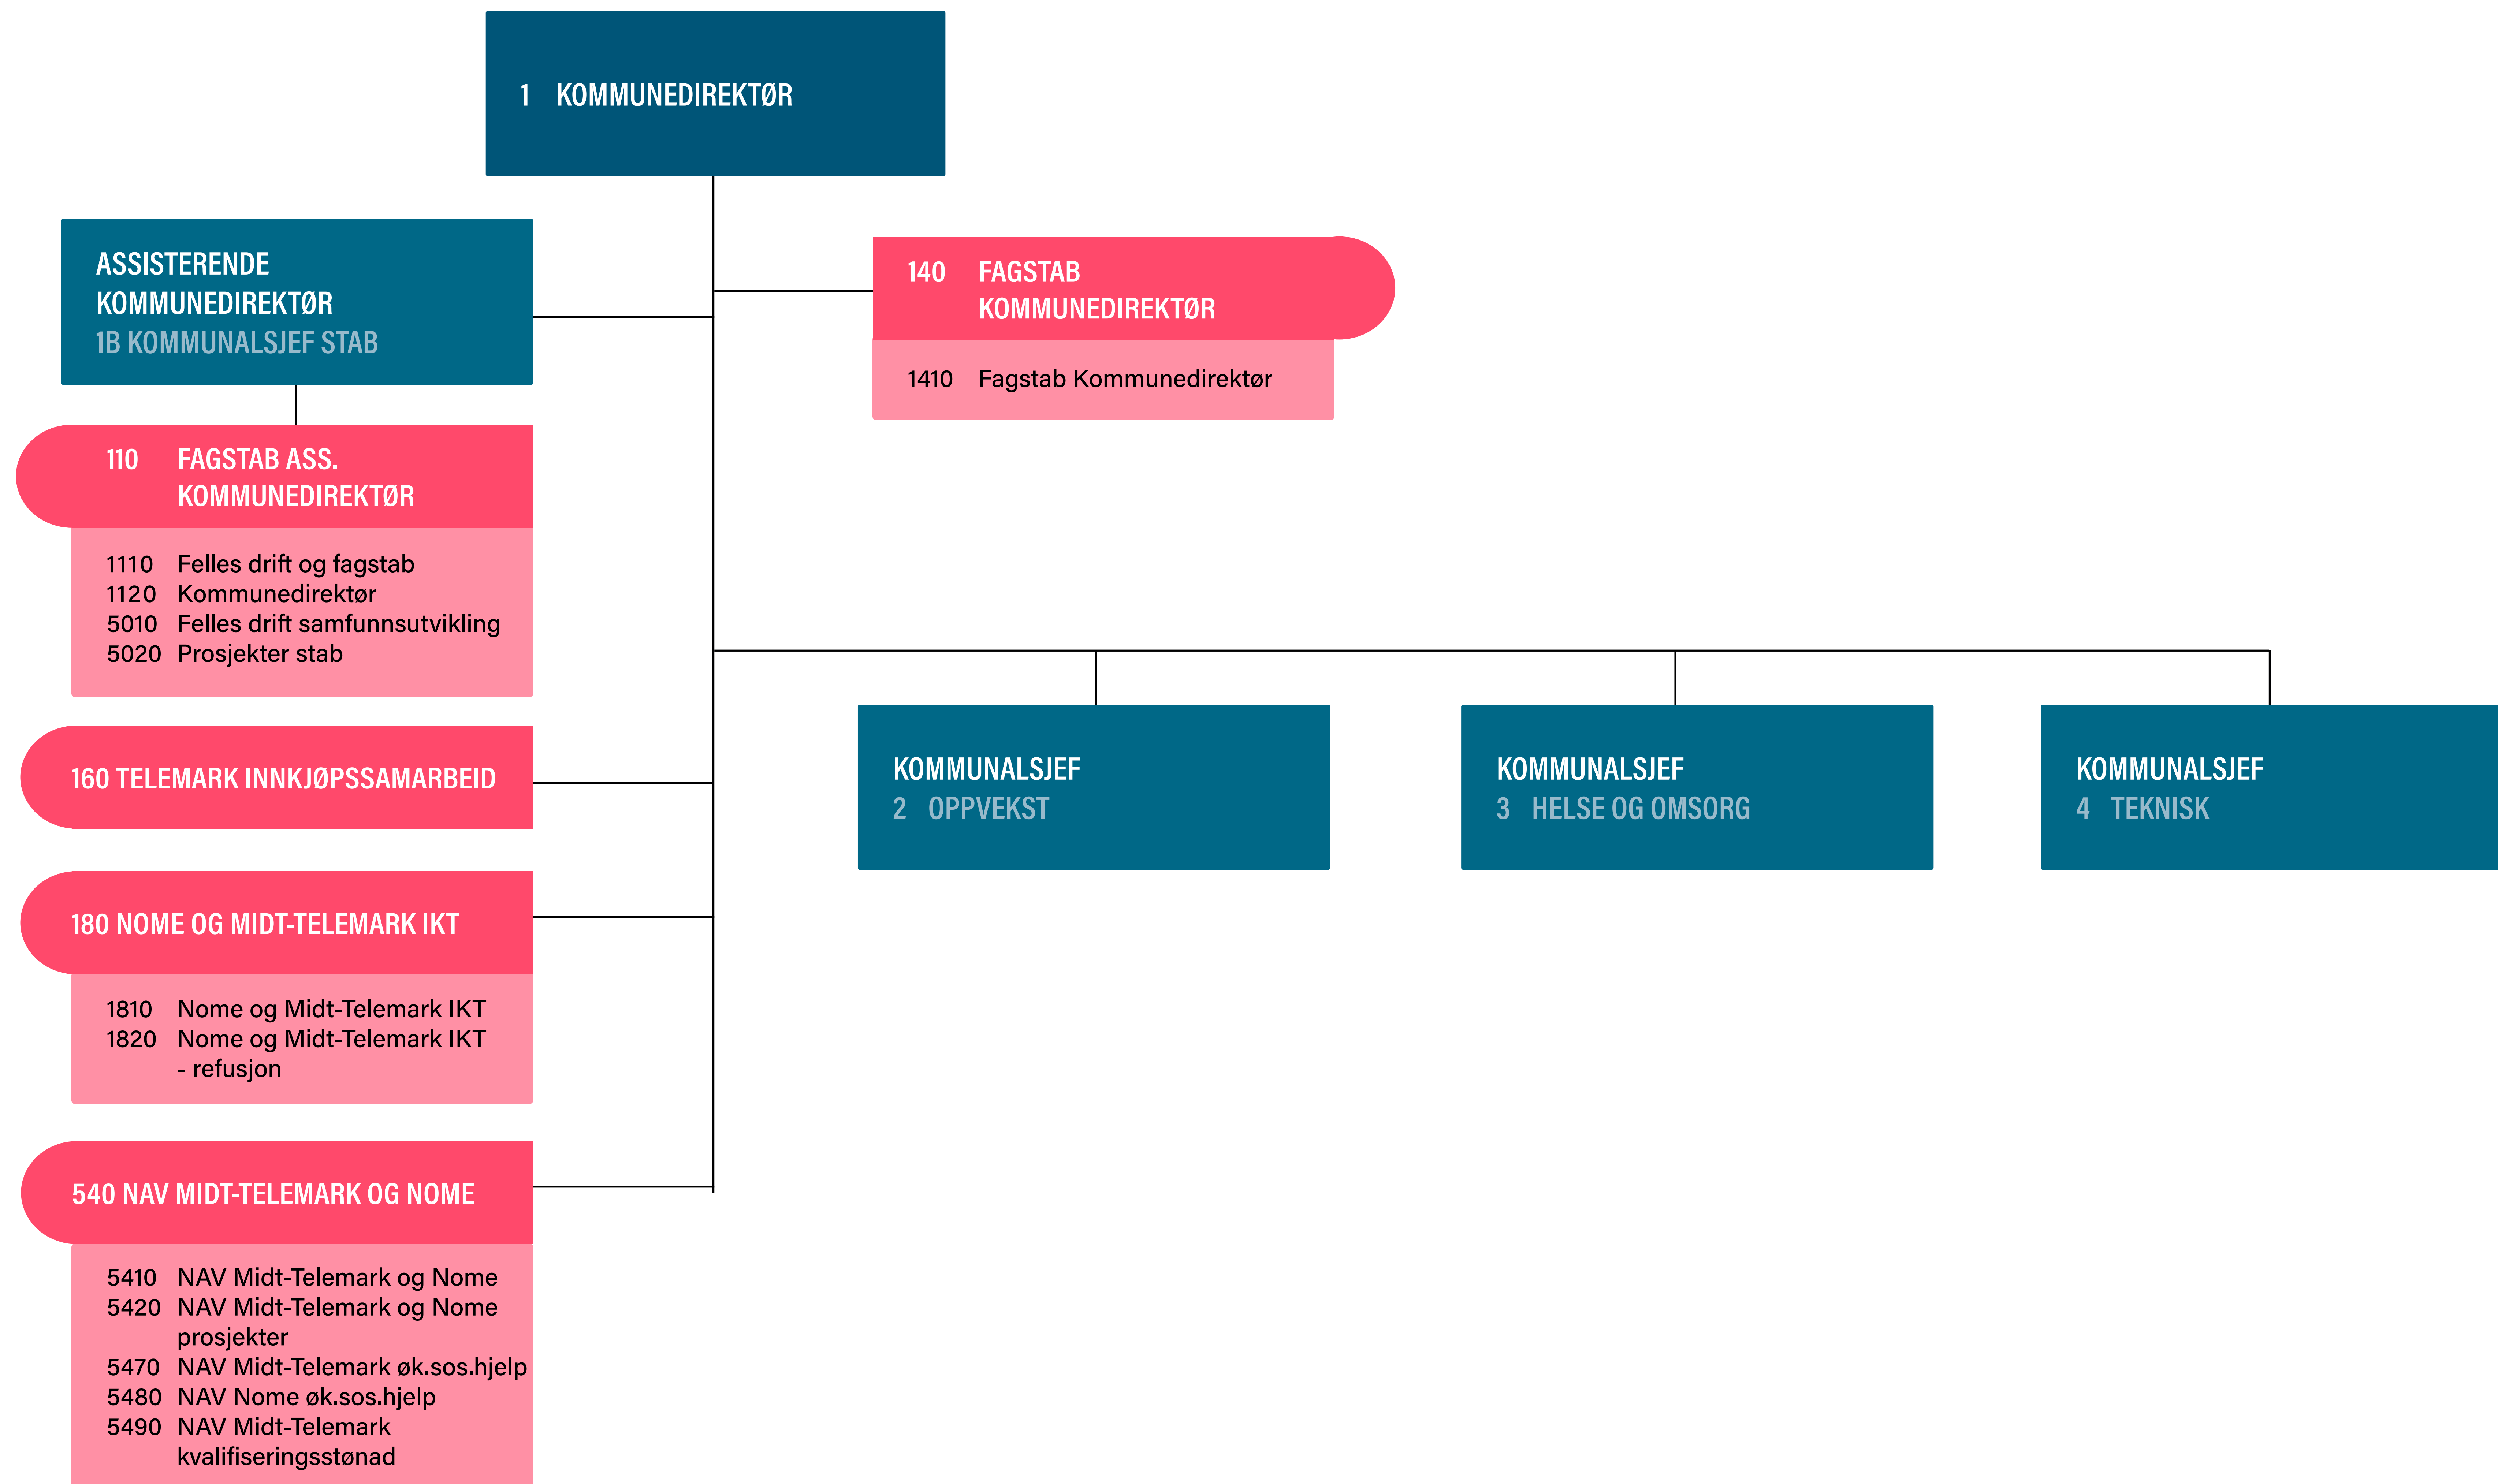 1 KOMMUNEDIREKTØR
ASSISTERENDE
KOMMUNEDIREKTØR
1B KOMMUNALSJEF STAB
140 FAGSTAB
KOMMUNEDIREKTØR
1410 Fagstab Kommunedirektør
110 FAGSTAB ASS.
KOMMUNEDIREKTØR
1110 Felles drift og fagstab
1120 Kommunedirektør
5010 Felles drift samfunnsutvikling
5020 Prosjekter stab
160 TELEMARK INNKJØPSSAMARBEID
180 NOME OG MIDT-TELEMARK IKT
1810 Nome og Midt-Telemark IKT
1820 Nome og Midt-Telemark IKT
- refusjon
540 NAV MIDT-TELEMARK OG NOME
5410 NAV Midt-Telemark og Nome
5420 NAV Midt-Telemark og Nome
prosjekter
5470 NAV Midt-Telemark øk.sos.hjelp
5480 NAV Nome øk.sos.hjelp
5490 NAV Midt-Telemark
kvalifiseringsstønad
KOMMUNALSJEF
2 OPPVEKST
KOMMUNALSJEF
3 HELSE OG OMSORG
KOMMUNALSJEF
4 TEKNISK